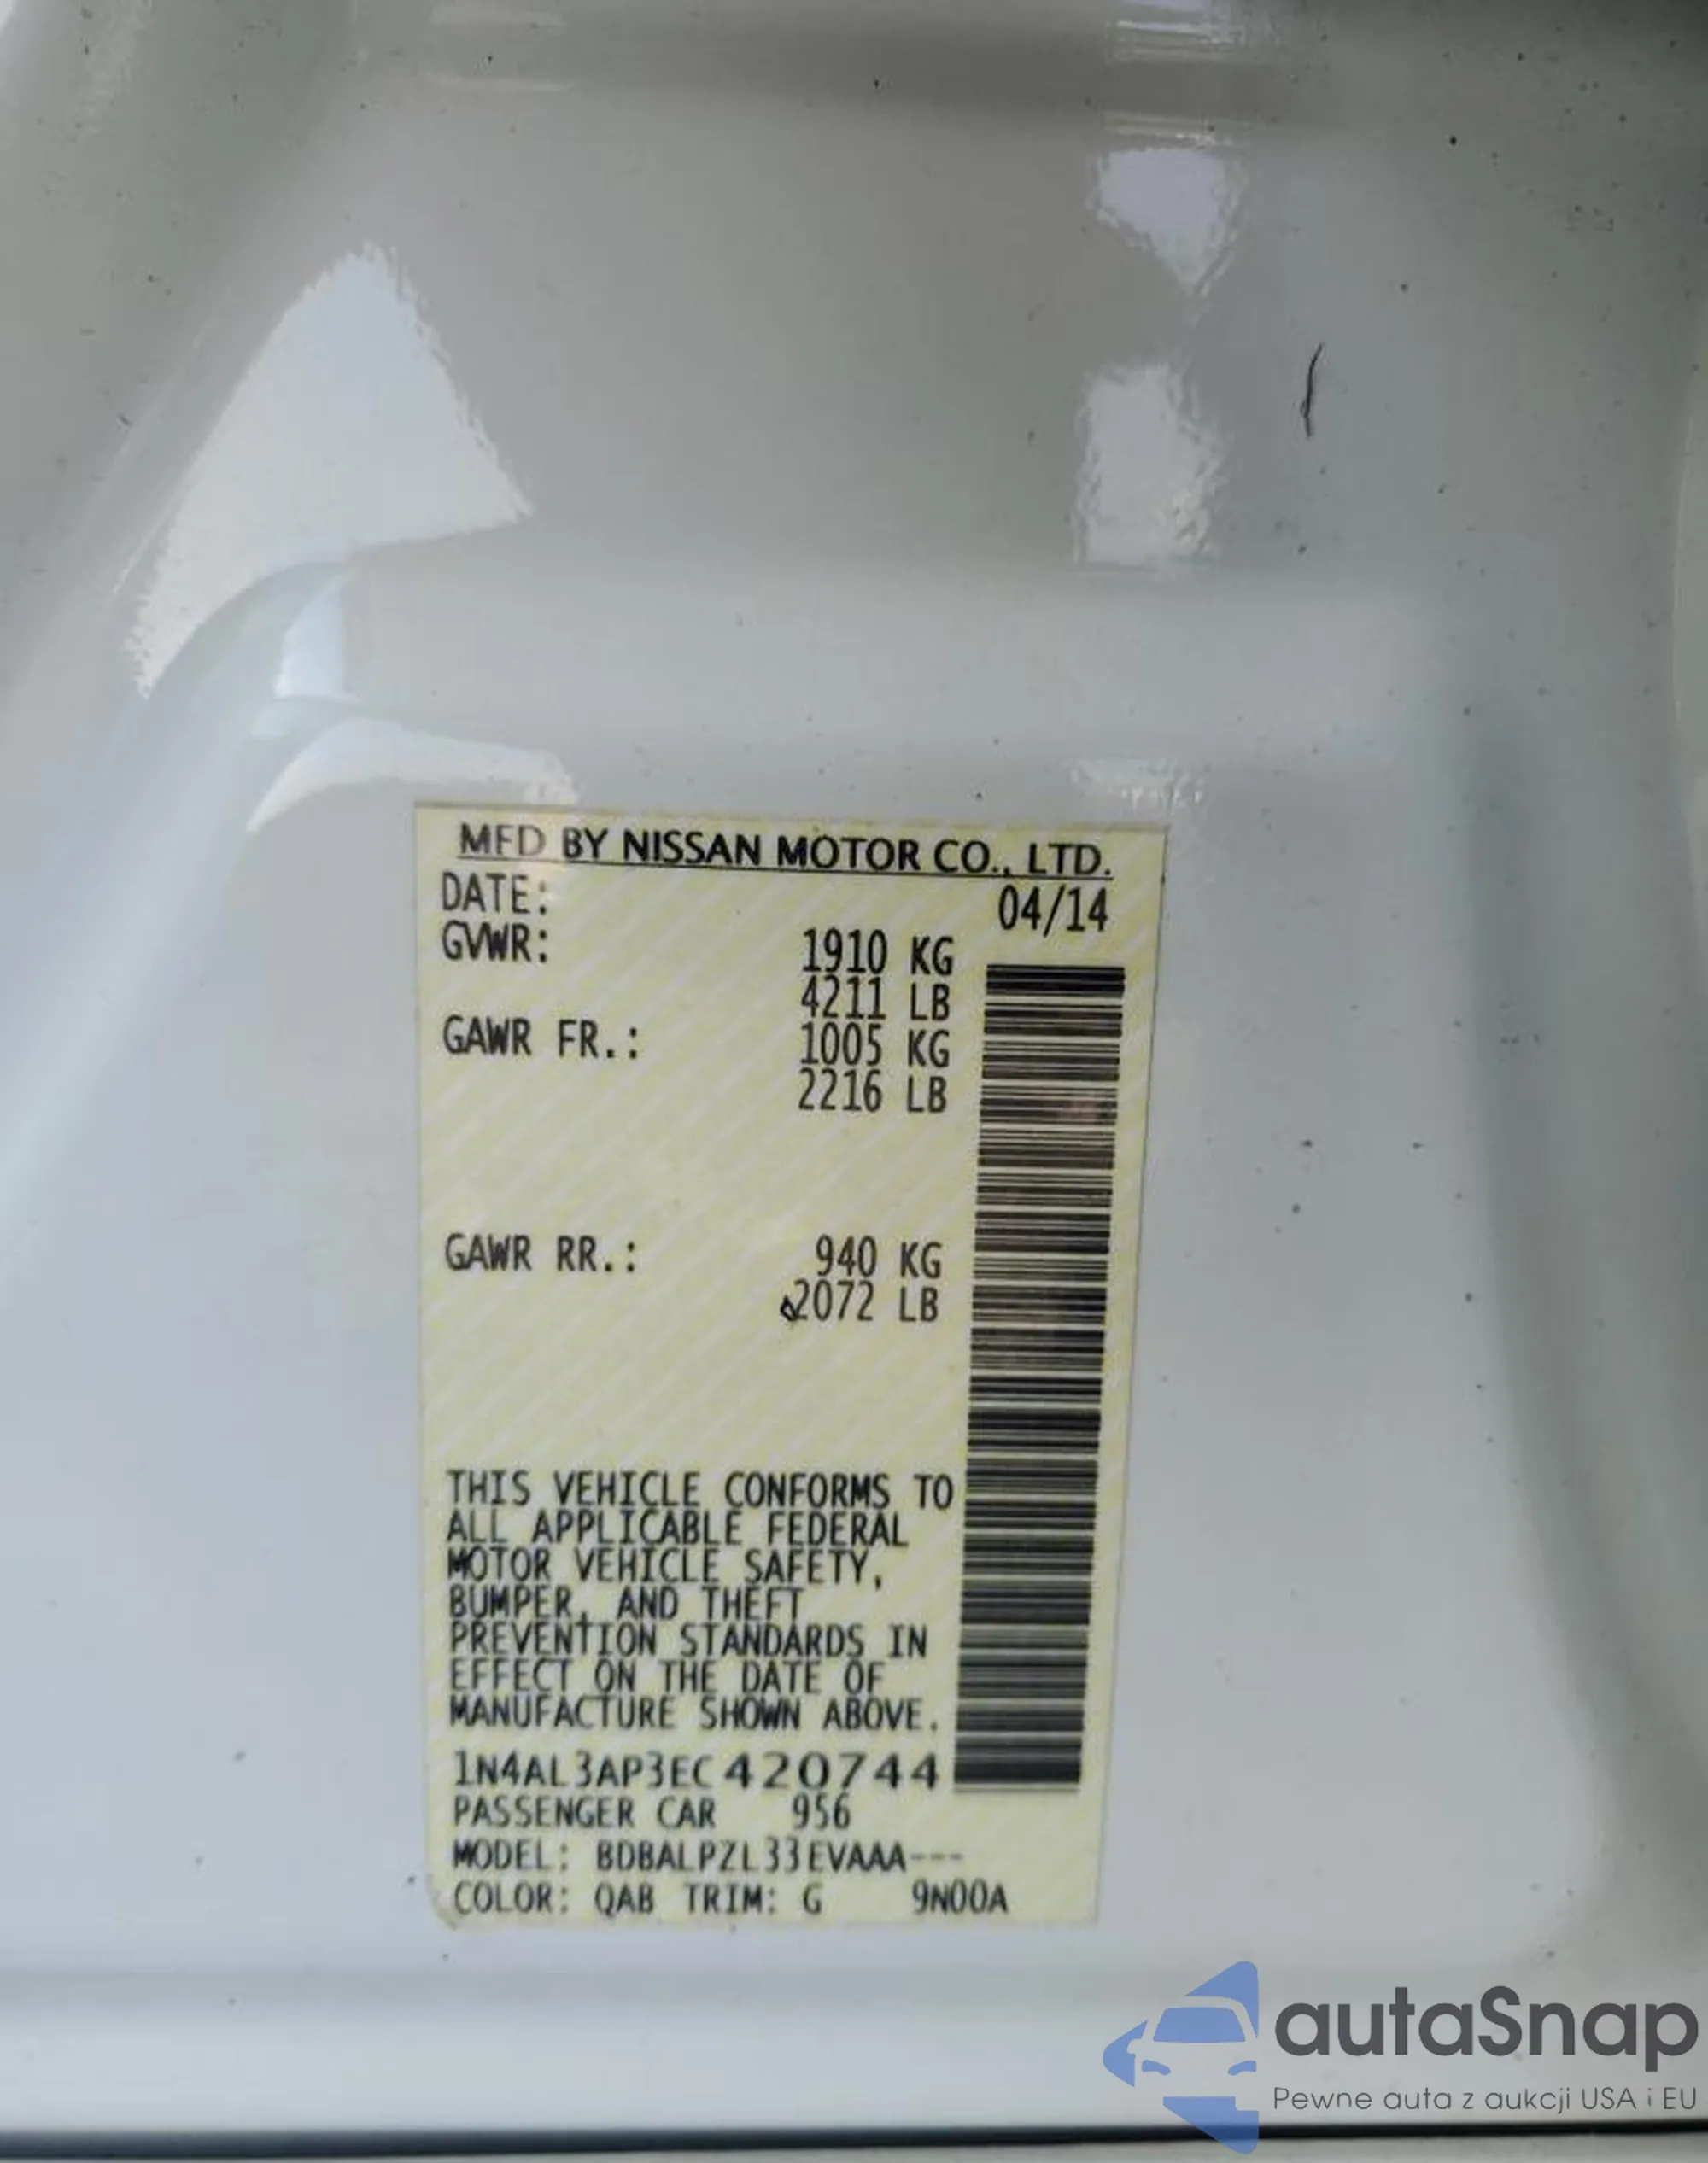 MFD BY NISSAN MOTOR CO., LTD.
DATE: 04/14
GVWR: 1910 KG
4211 LB
GAWR FR.: 1005 KG
2216 LB
GAWR RR.: 940 KG
2072 LB
THIS VEHICLE CONFORMS TO
ALL APPLICABLE FEDERAL
MOTOR VEHICLE SAFETY,
BUMPER, AND THEFT
PREVENTION STANDARDS IN
EFFECT ON THE DATE OF
MANUFACTURE SHOWN ABOVE.
1N4AL3AP3EC420744
PASSENGER CAR 956
MODEL: BDBALPZL33EVAAA---
COLOR: QAB TRIM: G 9N00A
autaSnap
Pewne auta z aukcji USA i EU